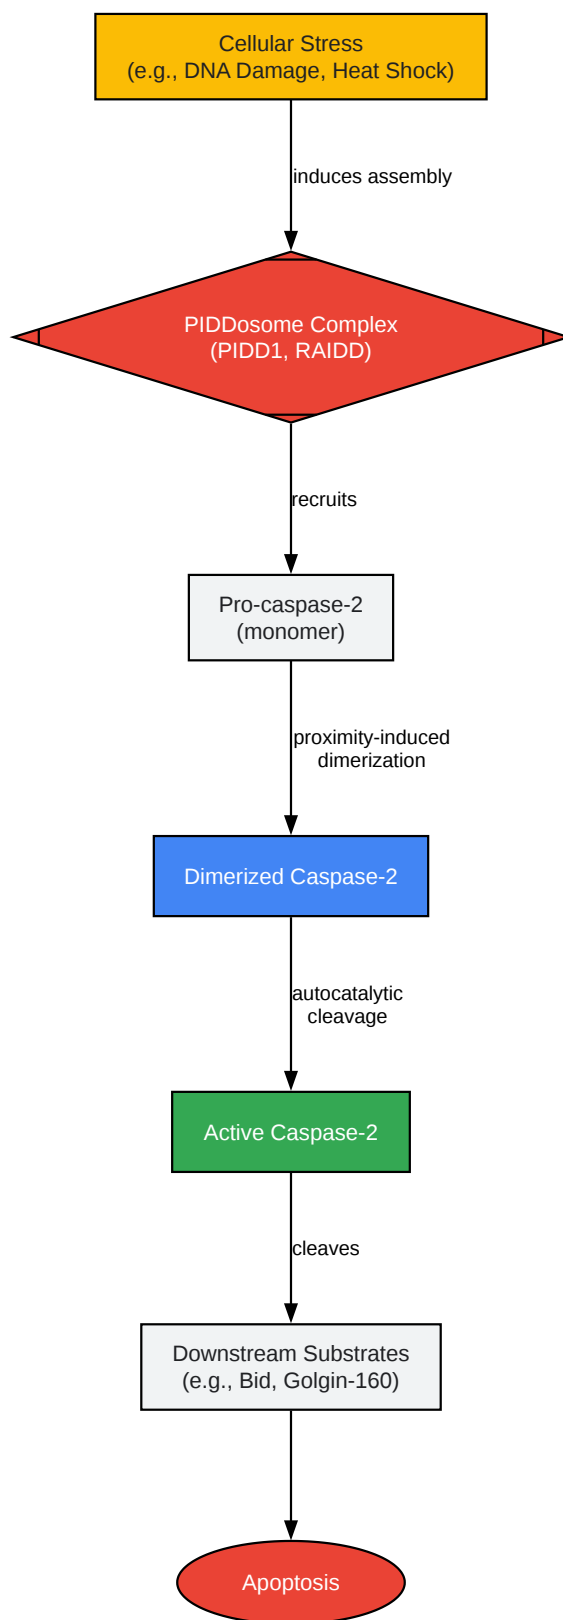 Cellular Stress
(e.g., DNA Damage, Heat Shock)
induces assembly
PIDDosome Complex
(PIDD1, RAIDD)
recruits
Pro-caspase-2
(monomer)
proximity-induced
dimerization
Dimerized Caspase-2
autocatalytic
cleavage
Active Caspase-2
cleaves
Downstream Substrates
(e.g., Bid, Golgin-160)
Apoptosis